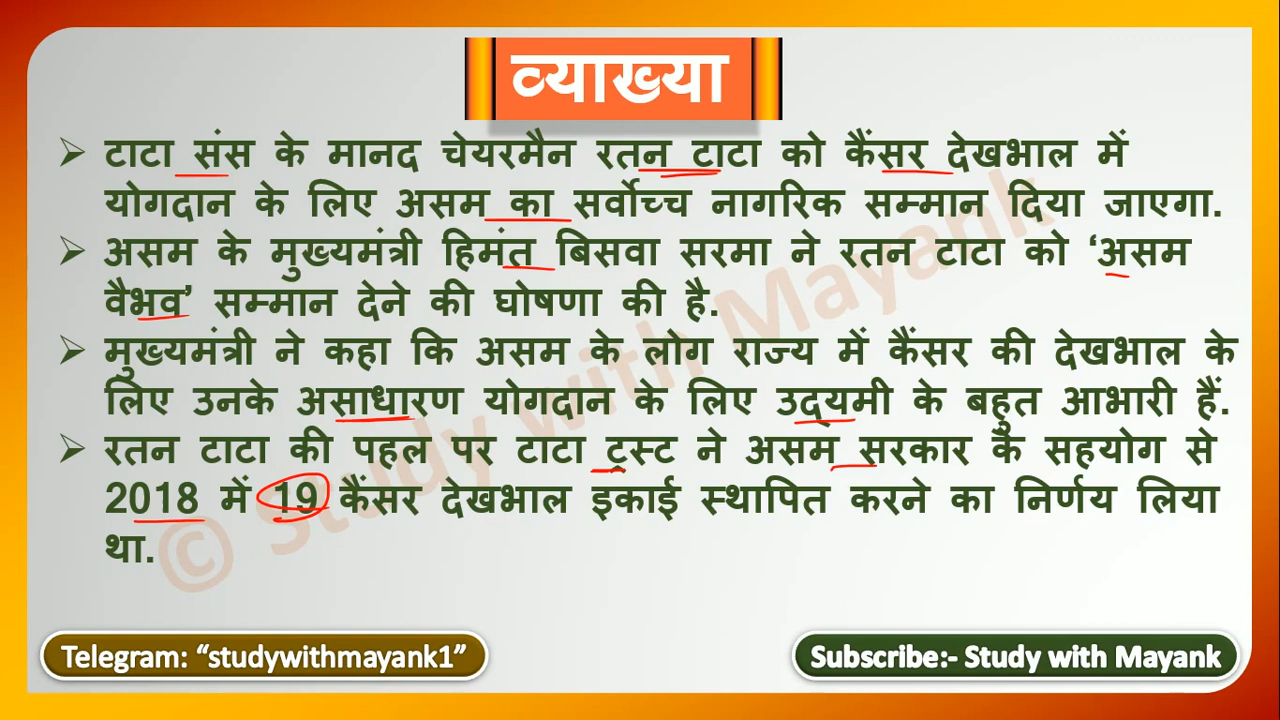 व्याख्या
➢ टाटा संस के मानद चेयरमैन रतन टाटा को कैंसर देखभाल में
योगदान के लिए असम का सर्वोच्च नागरिक सम्मान दिया जाएगा.
➢ असम के मुख्यमंत्री हिमंत बिसवा सरमा ने रतन टाटा को ‘असम
वैभव’ सम्मान देने की घोषणा की है.
➢ मुख्यमंत्री ने कहा कि असम के लोग राज्य में कैंसर की देखभाल के
लिए उनके असाधारण योगदान के लिए उद्यमी के बहुत आभारी हैं.
➢ रतन टाटा की पहल पर टाटा ट्रस्ट ने असम सरकार के सहयोग से
2018 में 19 कैंसर देखभाल इकाई स्थापित करने का निर्णय लिया
था.
© Study with Mayank
Telegram: “studywithmayank1”
Subscribe:- Study with Mayank